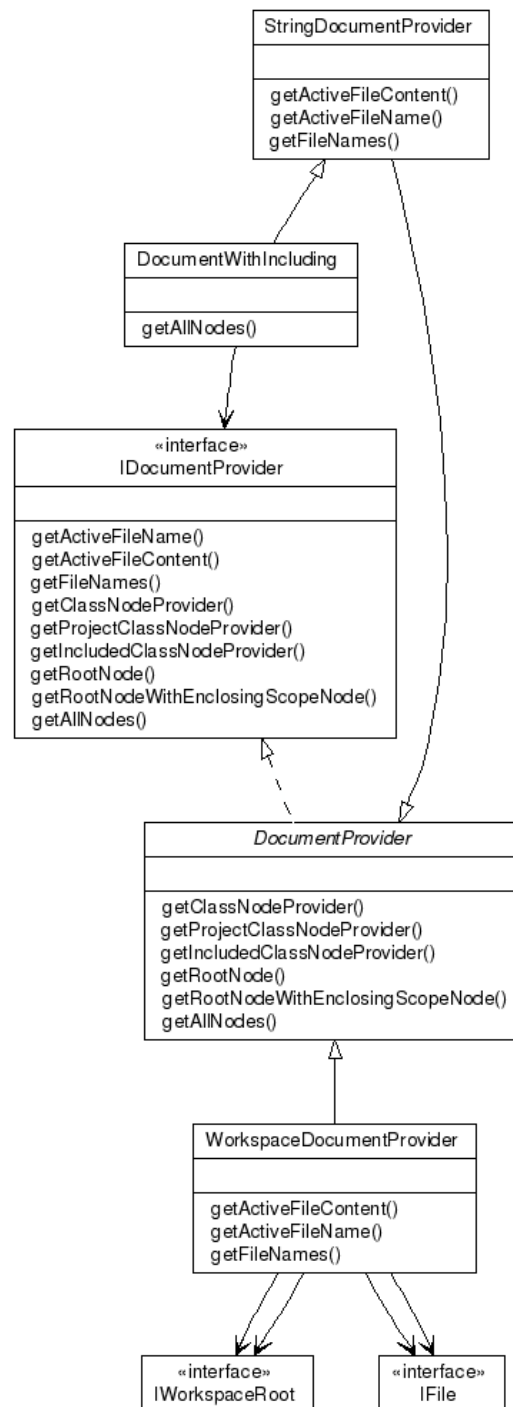 StringDocumentProvider
getActiveFileContent()
getActiveFileName()
getFileNames()
DocumentWithIncluding
getAllNodes()
«interface»
IDocumentProvider
getActiveFileName()
getActiveFileContent()
getFileNames()
getClassNodeProvider()
getProjectClassNodeProvider()
getIncludedClassNodeProvider()
getRootNode()
getRootNodeWithEnclosingScopeNode()
getAllNodes()
DocumentProvider
getClassNodeProvider()
getProjectClassNodeProvider()
getIncludedClassNodeProvider()
getRootNode()
getRootNodeWithEnclosingScopeNode()
getAllNodes()
WorkspaceDocumentProvider
getActiveFileContent()
getActiveFileName()
getFileNames()
«interface»
IWorkspaceRoot
«interface»
IFile